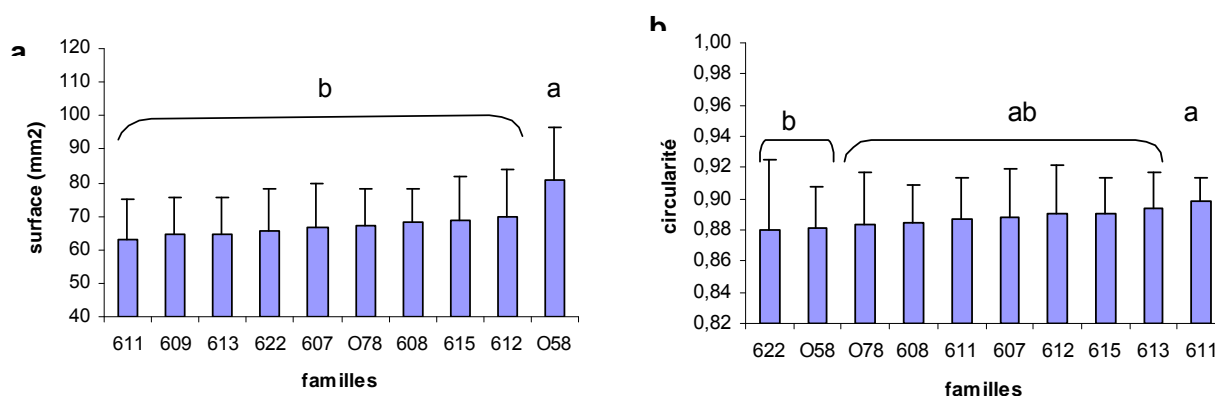 a
120
110
100
90
80
70
60
50
40
surface (mm2)
b
a
611 609 613 622 607 O78 608 615 612 O58
familles
b
1,00
0,98
0,96
0,94
0,92
0,90
0,88
0,86
0,84
0,82
circularité
b
ab
a
622 O58 O78 608 611 607 612 615 613 611
familles